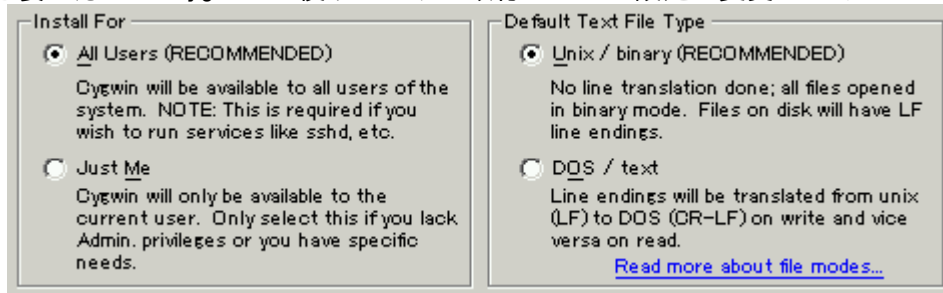 Install For
All Users (RECOMMENDED)
Cygwin will be available to all users of the
system. NOTE: This is required if you
wish to run services like sshd, etc.
Just Me
Cygwin will only be available to the
current user. Only select this if you lack
Admin. privileges or you have specific
needs.
Default Text File Type
Unix / binary (RECOMMENDED)
No line translation done; all files opened
in binary mode. Files on disk will have LF
line endings.
DOS / text
Line endings will be translated from unix
(LF) to DOS (CR-LF) on write and vice
versa on read.
Read more about file modes...